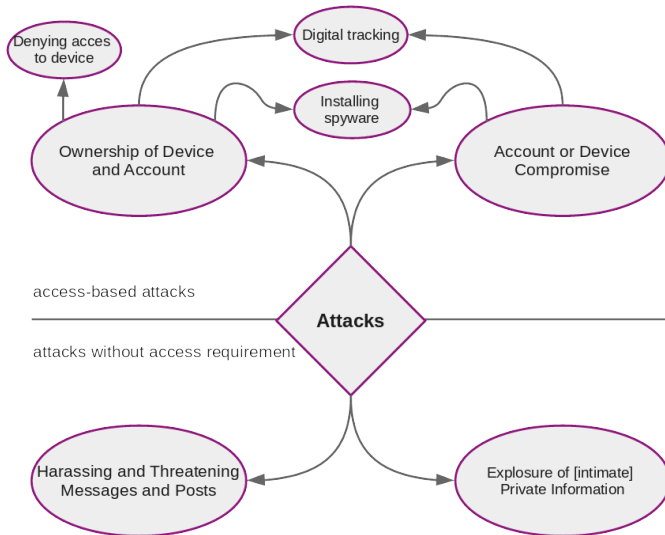 Denying acces
to device
Digital tracking
Installing
spyware
Ownership of Device
and Account
Account or Device
Compromise
access-based attacks
Attacks
attacks without access requirement
Harassing and Threatening
Messages and Posts
Explosure of [intimate]
Private Information